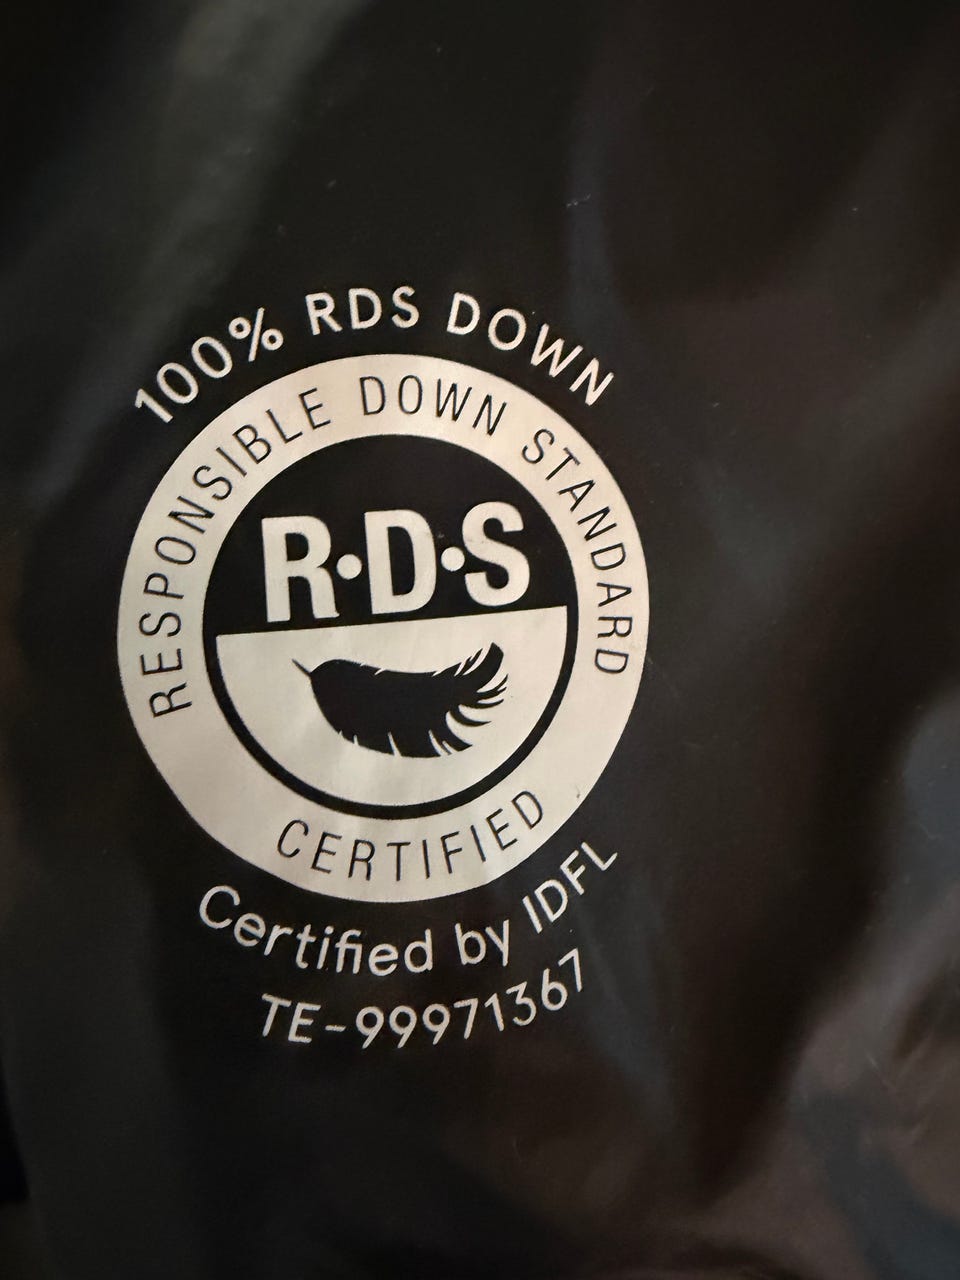 100% RDS DOWN
RESPONSIBLE DOWN STANDARD
R·D·S
CERTIFIED
Certified by IDFL
TE-99971367